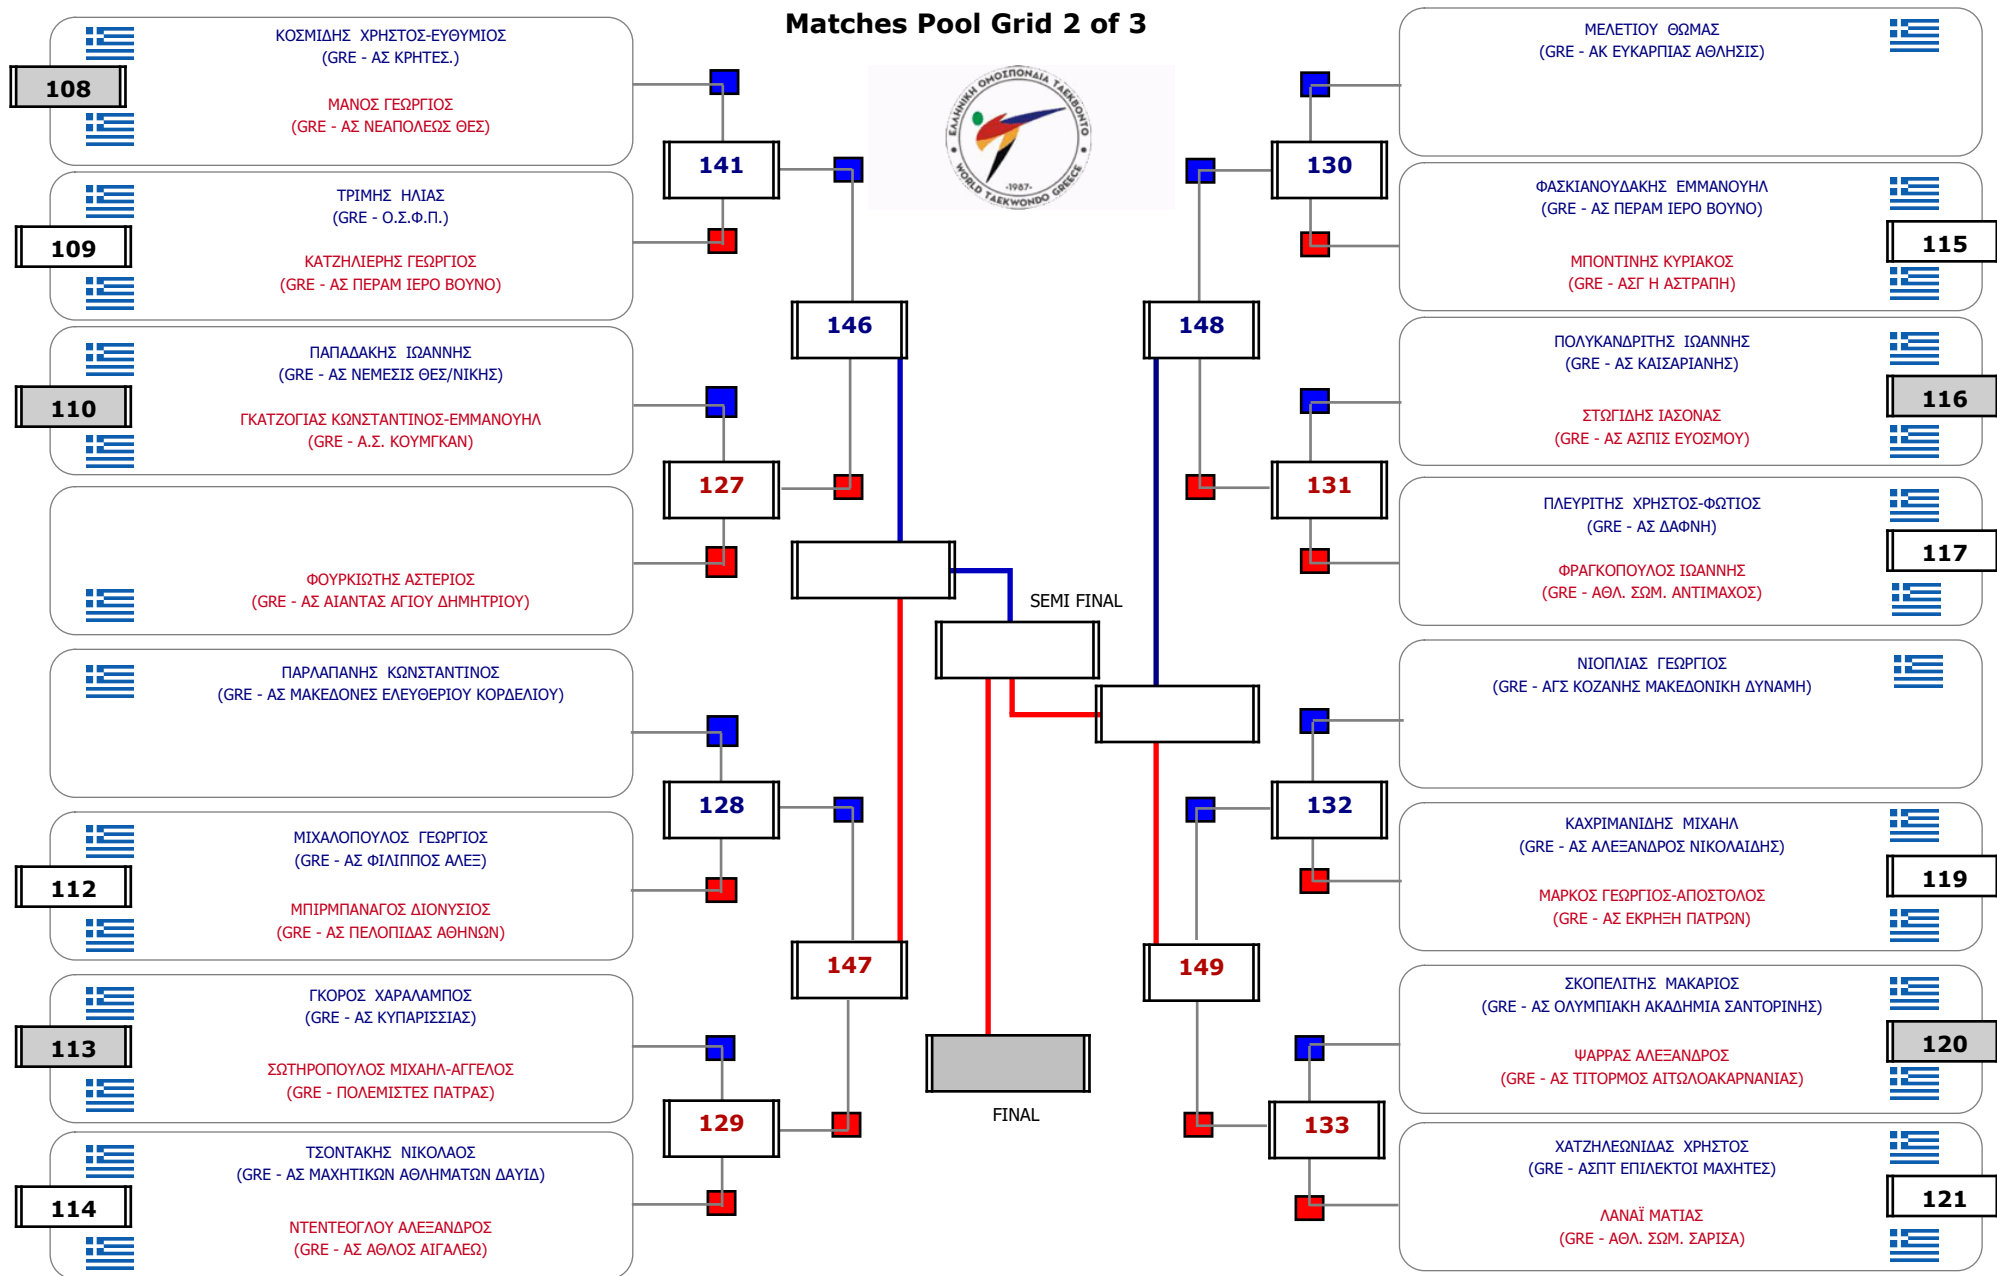 Matches Pool Grid 2 of 3
ΚΟΣΜΙΔΗΣ ΧΡΗΣΤΟΣ-ΕΥΘΥΜΙΟΣ
(GRE - ΑΣ ΚΡΗΤΕΣ.)
108
ΜΑΝΟΣ ΓΕΩΡΓΙΟΣ
(GRE - ΑΣ ΝΕΑΠΟΛΕΩΣ ΘΕΣ)
ΤΡΙΜΗΣ ΗΛΙΑΣ
(GRE - Ο.Σ.Φ.Π.)
109
ΚΑΤΖΗΛΙΕΡΗΣ ΓΕΩΡΓΙΟΣ
(GRE - ΑΣ ΠΕΡΑΜ ΙΕΡΟ ΒΟΥΝΟ)
ΠΑΠΑΔΑΚΗΣ ΙΩΑΝΝΗΣ
(GRE - ΑΣ ΝΕΜΕΣΙΣ ΘΕΣ/ΝΙΚΗΣ)
110
ΓΚΑΤΖΟΓΙΑΣ ΚΩΝΣΤΑΝΤΙΝΟΣ-ΕΜΜΑΝΟΥΗΛ
(GRE - Α.Σ. ΚΟΥΜΓΚΑΝ)
ΦΟΥΡΚΙΩΤΗΣ ΑΣΤΕΡΙΟΣ
(GRE - ΑΣ ΑΙΑΝΤΑΣ ΑΓΙΟΥ ΔΗΜΗΤΡΙΟΥ)
ΠΑΡΛΑΠΑΝΗΣ ΚΩΝΣΤΑΝΤΙΝΟΣ
(GRE - ΑΣ ΜΑΚΕΔΟΝΕΣ ΕΛΕΥΘΕΡΙΟΥ ΚΟΡΔΕΛΙΟΥ)
ΜΙΧΑΛΟΠΟΥΛΟΣ ΓΕΩΡΓΙΟΣ
(GRE - ΑΣ ΦΙΛΙΠΠΟΣ ΑΛΕΞ)
112
ΜΠΙΡΜΠΑΝΑΓΟΣ ΔΙΟΝΥΣΙΟΣ
(GRE - ΑΣ ΠΕΛΟΠΙΔΑΣ ΑΘΗΝΩΝ)
ΓΚΟΡΟΣ ΧΑΡΑΛΑΜΠΟΣ
(GRE - ΑΣ ΚΥΠΑΡΙΣΣΙΑΣ)
113
ΣΩΤΗΡΟΠΟΥΛΟΣ ΜΙΧΑΗΛ-ΑΓΓΕΛΟΣ
(GRE - ΠΟΛΕΜΙΣΤΕΣ ΠΑΤΡΑΣ)
ΤΣΟΝΤΑΚΗΣ ΝΙΚΟΛΑΟΣ
(GRE - ΑΣ ΜΑΧΗΤΙΚΩΝ ΑΘΛΗΜΑΤΩΝ ΔΑΥΙΔ)
114
ΝΤΕΝΤΕΟΓΛΟΥ ΑΛΕΞΑΝΔΡΟΣ
(GRE - ΑΣ ΑΘΛΟΣ ΑΙΓΑΛΕΩ)
141
127
128
129
146
147
ΕΛΛΗΝΙΚΗ ΟΜΟΣΠΟΝΔΙΑ ΤΑΕΚΒΟΝΤΟ
-1987-
WORLD TAEKWONDO GREECE
SEMI FINAL
FINAL
148
149
130
131
132
133
ΜΕΛΕΤΙΟΥ ΘΩΜΑΣ
(GRE - ΑΚ ΕΥΚΑΡΠΙΑΣ ΑΘΛΗΣΙΣ)
ΦΑΣΚΙΑΝΟΥΔΑΚΗΣ ΕΜΜΑΝΟΥΗΛ
(GRE - ΑΣ ΠΕΡΑΜ ΙΕΡΟ ΒΟΥΝΟ)
115
ΜΠΟΝΤΙΝΗΣ ΚΥΡΙΑΚΟΣ
(GRE - ΑΣΓ Η ΑΣΤΡΑΠΗ)
ΠΟΛΥΚΑΝΔΡΙΤΗΣ ΙΩΑΝΝΗΣ
(GRE - ΑΣ ΚΑΙΣΑΡΙΑΝΗΣ)
116
ΣΤΩΓΙΔΗΣ ΙΑΣΟΝΑΣ
(GRE - ΑΣ ΑΣΠΙΣ ΕΥΟΣΜΟΥ)
ΠΛΕΥΡΙΤΗΣ ΧΡΗΣΤΟΣ-ΦΩΤΙΟΣ
(GRE - ΑΣ ΔΑΦΝΗ)
117
ΦΡΑΓΚΟΠΟΥΛΟΣ ΙΩΑΝΝΗΣ
(GRE - ΑΘΛ. ΣΩΜ. ΑΝΤΙΜΑΧΟΣ)
ΝΙΟΠΛΙΑΣ ΓΕΩΡΓΙΟΣ
(GRE - ΑΓΣ ΚΟΖΑΝΗΣ ΜΑΚΕΔΟΝΙΚΗ ΔΥΝΑΜΗ)
ΚΑΧΡΙΜΑΝΙΔΗΣ ΜΙΧΑΗΛ
(GRE - ΑΣ ΑΛΕΞΑΝΔΡΟΣ ΝΙΚΟΛΑΙΔΗΣ)
119
ΜΑΡΚΟΣ ΓΕΩΡΓΙΟΣ-ΑΠΟΣΤΟΛΟΣ
(GRE - ΑΣ ΕΚΡΗΞΗ ΠΑΤΡΩΝ)
ΣΚΟΠΕΛΙΤΗΣ ΜΑΚΑΡΙΟΣ
(GRE - ΑΣ ΟΛΥΜΠΙΑΚΗ ΑΚΑΔΗΜΙΑ ΣΑΝΤΟΡΙΝΗΣ)
120
ΨΑΡΡΑΣ ΑΛΕΞΑΝΔΡΟΣ
(GRE - ΑΣ ΤΙΤΟΡΜΟΣ ΑΙΤΩΛΟΑΚΑΡΝΑΝΙΑΣ)
ΧΑΤΖΗΛΕΩΝΙΔΑΣ ΧΡΗΣΤΟΣ
(GRE - ΑΣΠΤ ΕΠΙΛΕΚΤΟΙ ΜΑΧΗΤΕΣ)
121
ΛΑΝΑΪ ΜΑΤΙΑΣ
(GRE - ΑΘΛ. ΣΩΜ. ΣΑΡΙΣΑ)